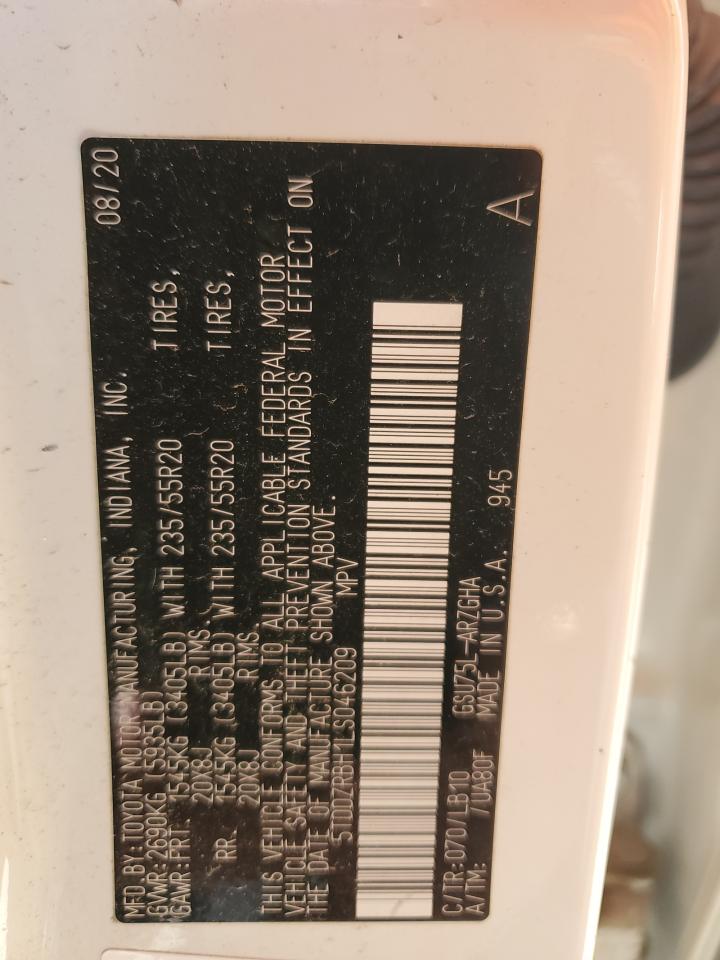 MFD. BY: TOYOTA MOTOR MANUFACTURING, INDIANA, INC. 08/20
GVWR: 2690KG (5935LB)
GAWR: FRT. 1545KG (3405LB) WITH 235/55R20 TIRES,
20X8J RIMS.
RR. 1545KG (3405LB) WITH 235/55R20 TIRES,
20X8J RIMS.
THIS VEHICLE CONFORMS TO ALL APPLICABLE FEDERAL MOTOR
VEHICLE SAFETY AND THEFT PREVENTION STANDARDS IN EFFECT ON
THE DATE OF MANUFACTURE SHOWN ABOVE.
5TDDZRBH1LS046209 MPV
C/TR: 070/LB10 GSU75L-ARZGHA
A/TM: /UA80F MADE IN U.S.A. 945
A